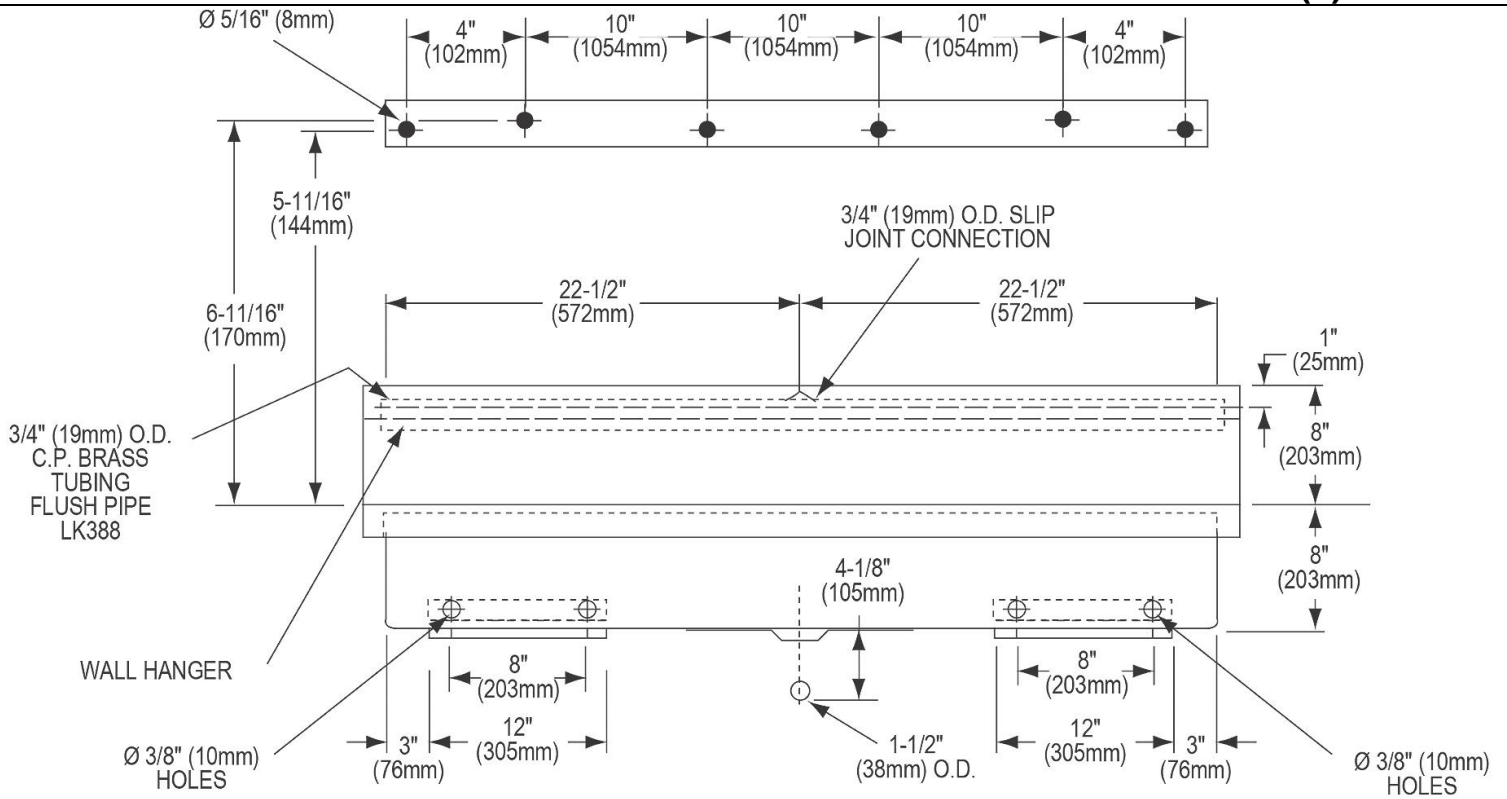 Ø 5/16" (8mm)
4"
(102mm)
10"
(1054mm)
10"
(1054mm)
10"
(1054mm)
4"
(102mm)
5-11/16"
(144mm)
3/4" (19mm) O.D. SLIP
JOINT CONNECTION
6-11/16"
(170mm)
22-1/2"
(572mm)
22-1/2"
(572mm)
1"
(25mm)
3/4" (19mm) O.D.
C.P. BRASS
TUBING
FLUSH PIPE
LK388
8"
(203mm)
8"
(203mm)
4-1/8"
(105mm)
WALL HANGER
8"
(203mm)
8"
(203mm)
Ø 3/8" (10mm)
HOLES
3"
(76mm)
12"
(305mm)
1-1/2"
(38mm) O.D.
12"
(305mm)
3"
(76mm)
Ø 3/8" (10mm)
HOLES